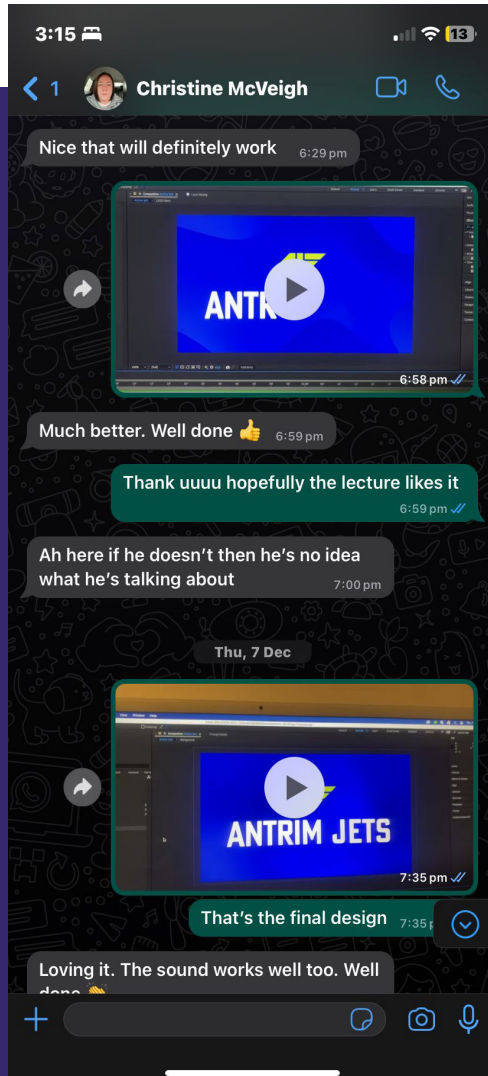 3:15
13
1
Christine McVeigh
Nice that will definitely work
6:29 pm
ANTR
6:58 pm
Much better. Well done 👍
6:59 pm
Thank uuuu hopefully the lecture likes it
6:59 pm
Ah here if he doesn't then he's no idea
what he's talking about
7:00 pm
Thu, 7 Dec
ANTRIM JETS
7:35 pm
That's the final design
7:35 p
Loving it. The sound works well too. Well
done 👏